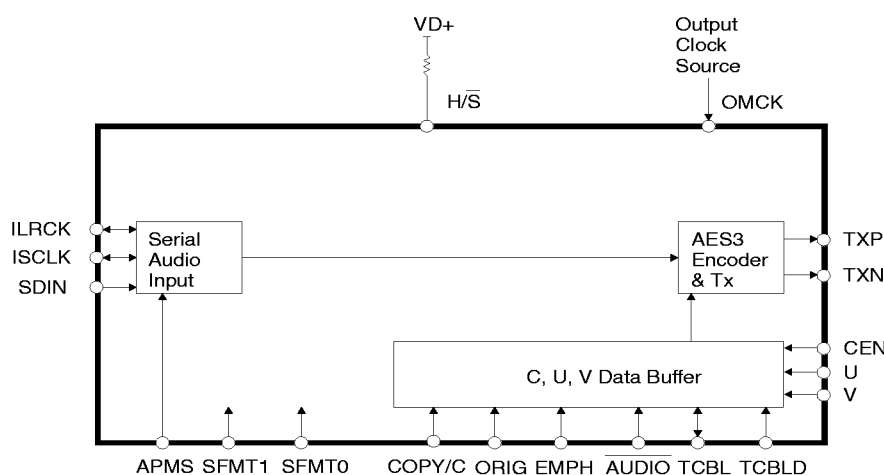 VD+
Output
Clock
Source
H/S̅
OMCK
ILRCK
ISCLK
SDIN
Serial
Audio
Input
AES3
Encoder
& Tx
TXP
TXN
C, U, V Data Buffer
CEN
U
V
APMS SFMT1 SFMT0 COPY/C ORIG EMPH A̅U̅D̅I̅O̅ TCBL TCBLD